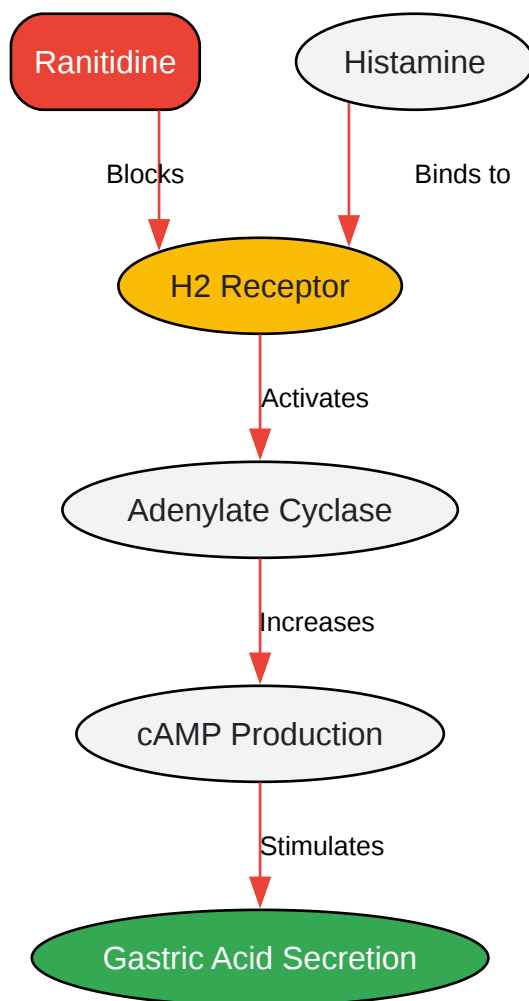 Ranitidine
Histamine
Blocks
Binds to
H2 Receptor
Activates
Adenylate Cyclase
Increases
cAMP Production
Stimulates
Gastric Acid Secretion